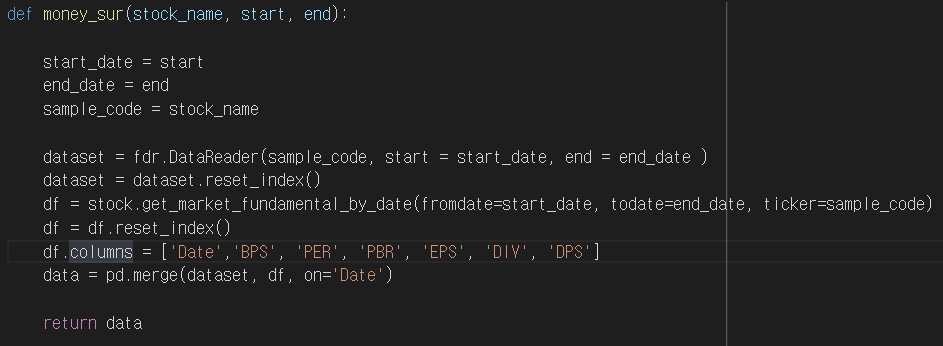 def money_sur(stock_name, start, end):
start_date = start
end_date = end
sample_code = stock_name
dataset = fdr.DataReader(sample_code, start = start_date, end = end_date )
dataset = dataset.reset_index()
df = stock.get_market_fundamental_by_date(fromdate=start_date, todate=end_date, ticker=sample_code)
df = df.reset_index()
df.columns = ['Date','BPS', 'PER', 'PBR', 'EPS', 'DIV', 'DPS']
data = pd.merge(dataset, df, on='Date')
return data